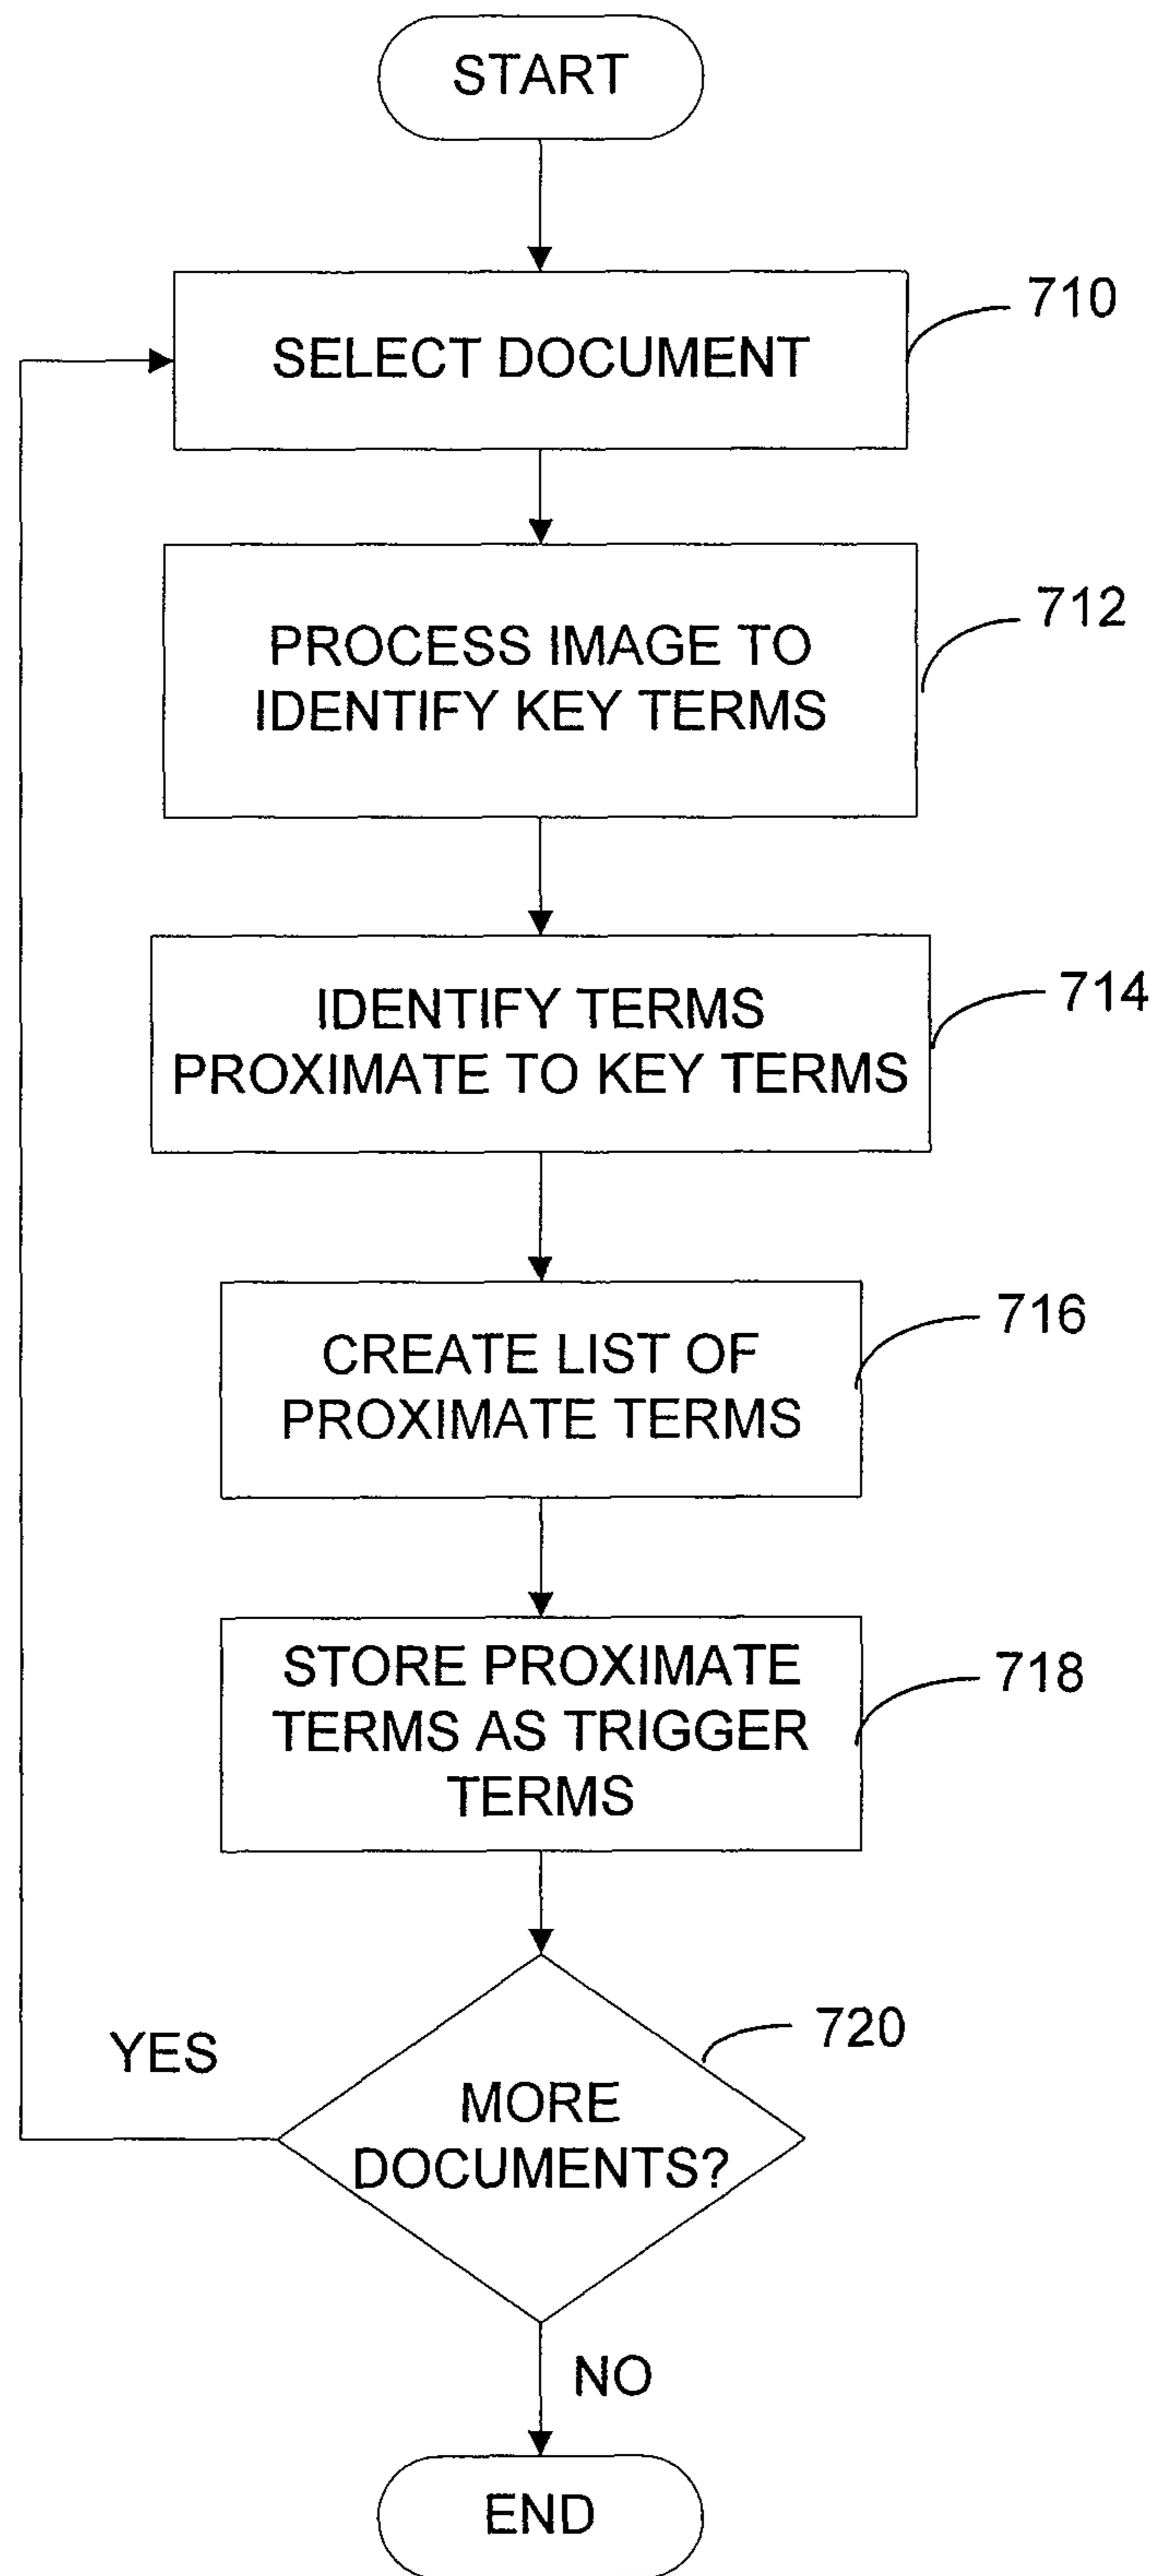 START
710
SELECT DOCUMENT
712
PROCESS IMAGE TO
IDENTIFY KEY TERMS
714
IDENTIFY TERMS
PROXIMATE TO KEY TERMS
716
CREATE LIST OF
PROXIMATE TERMS
718
STORE PROXIMATE
TERMS AS TRIGGER
TERMS
720
YES
MORE
DOCUMENTS?
NO
END